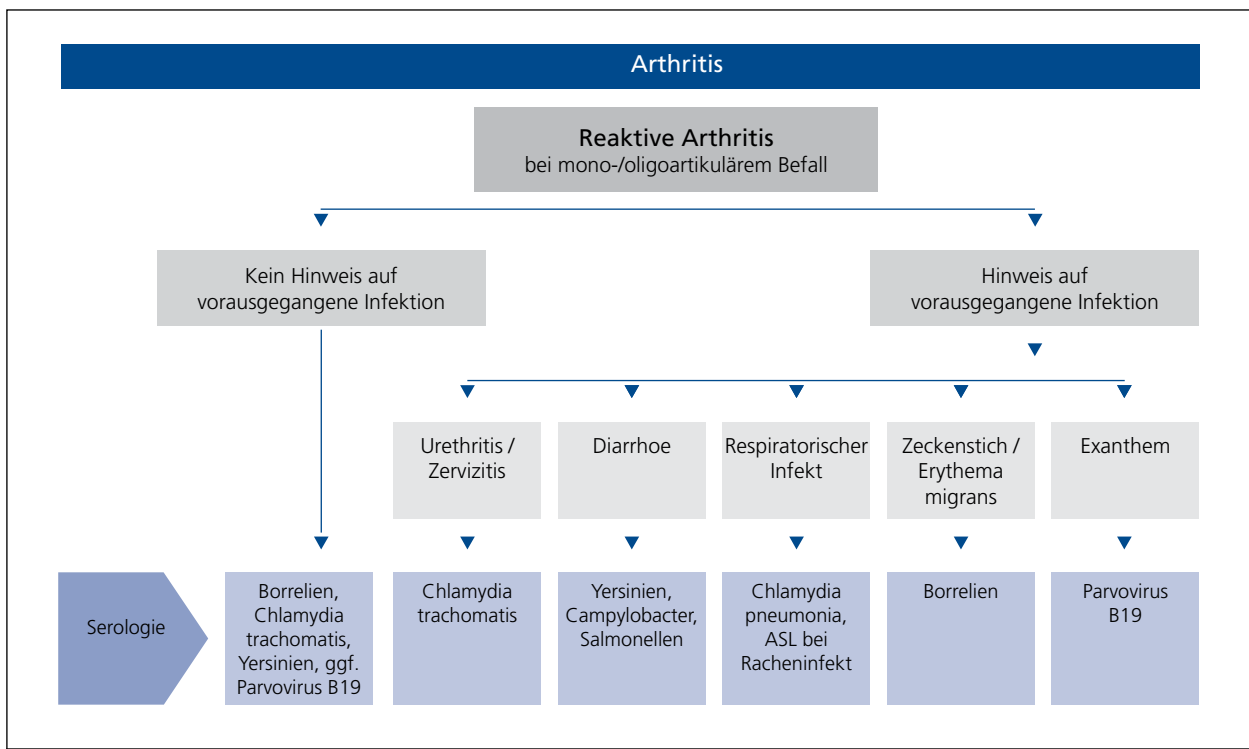 Arthritis
Reaktive Arthritis
bei mono-/oligoartikulärem Befall
Kein Hinweis auf
vorausgegangene Infektion
Hinweis auf
vorausgegangene Infektion
Urethritis /
Zervizitis
Diarrhoe
Respiratorischer
Infekt
Zeckenstich /
Erythema
migrans
Exanthem
Serologie
Borrelien,
Chlamydia
trachomatis,
Yersinien, ggf.
Parvovirus B19
Chlamydia
trachomatis
Yersinien,
Campylobacter,
Salmonellen
Chlamydia
pneumonia,
ASL bei
Racheninfekt
Borrelien
Parvovirus
B19